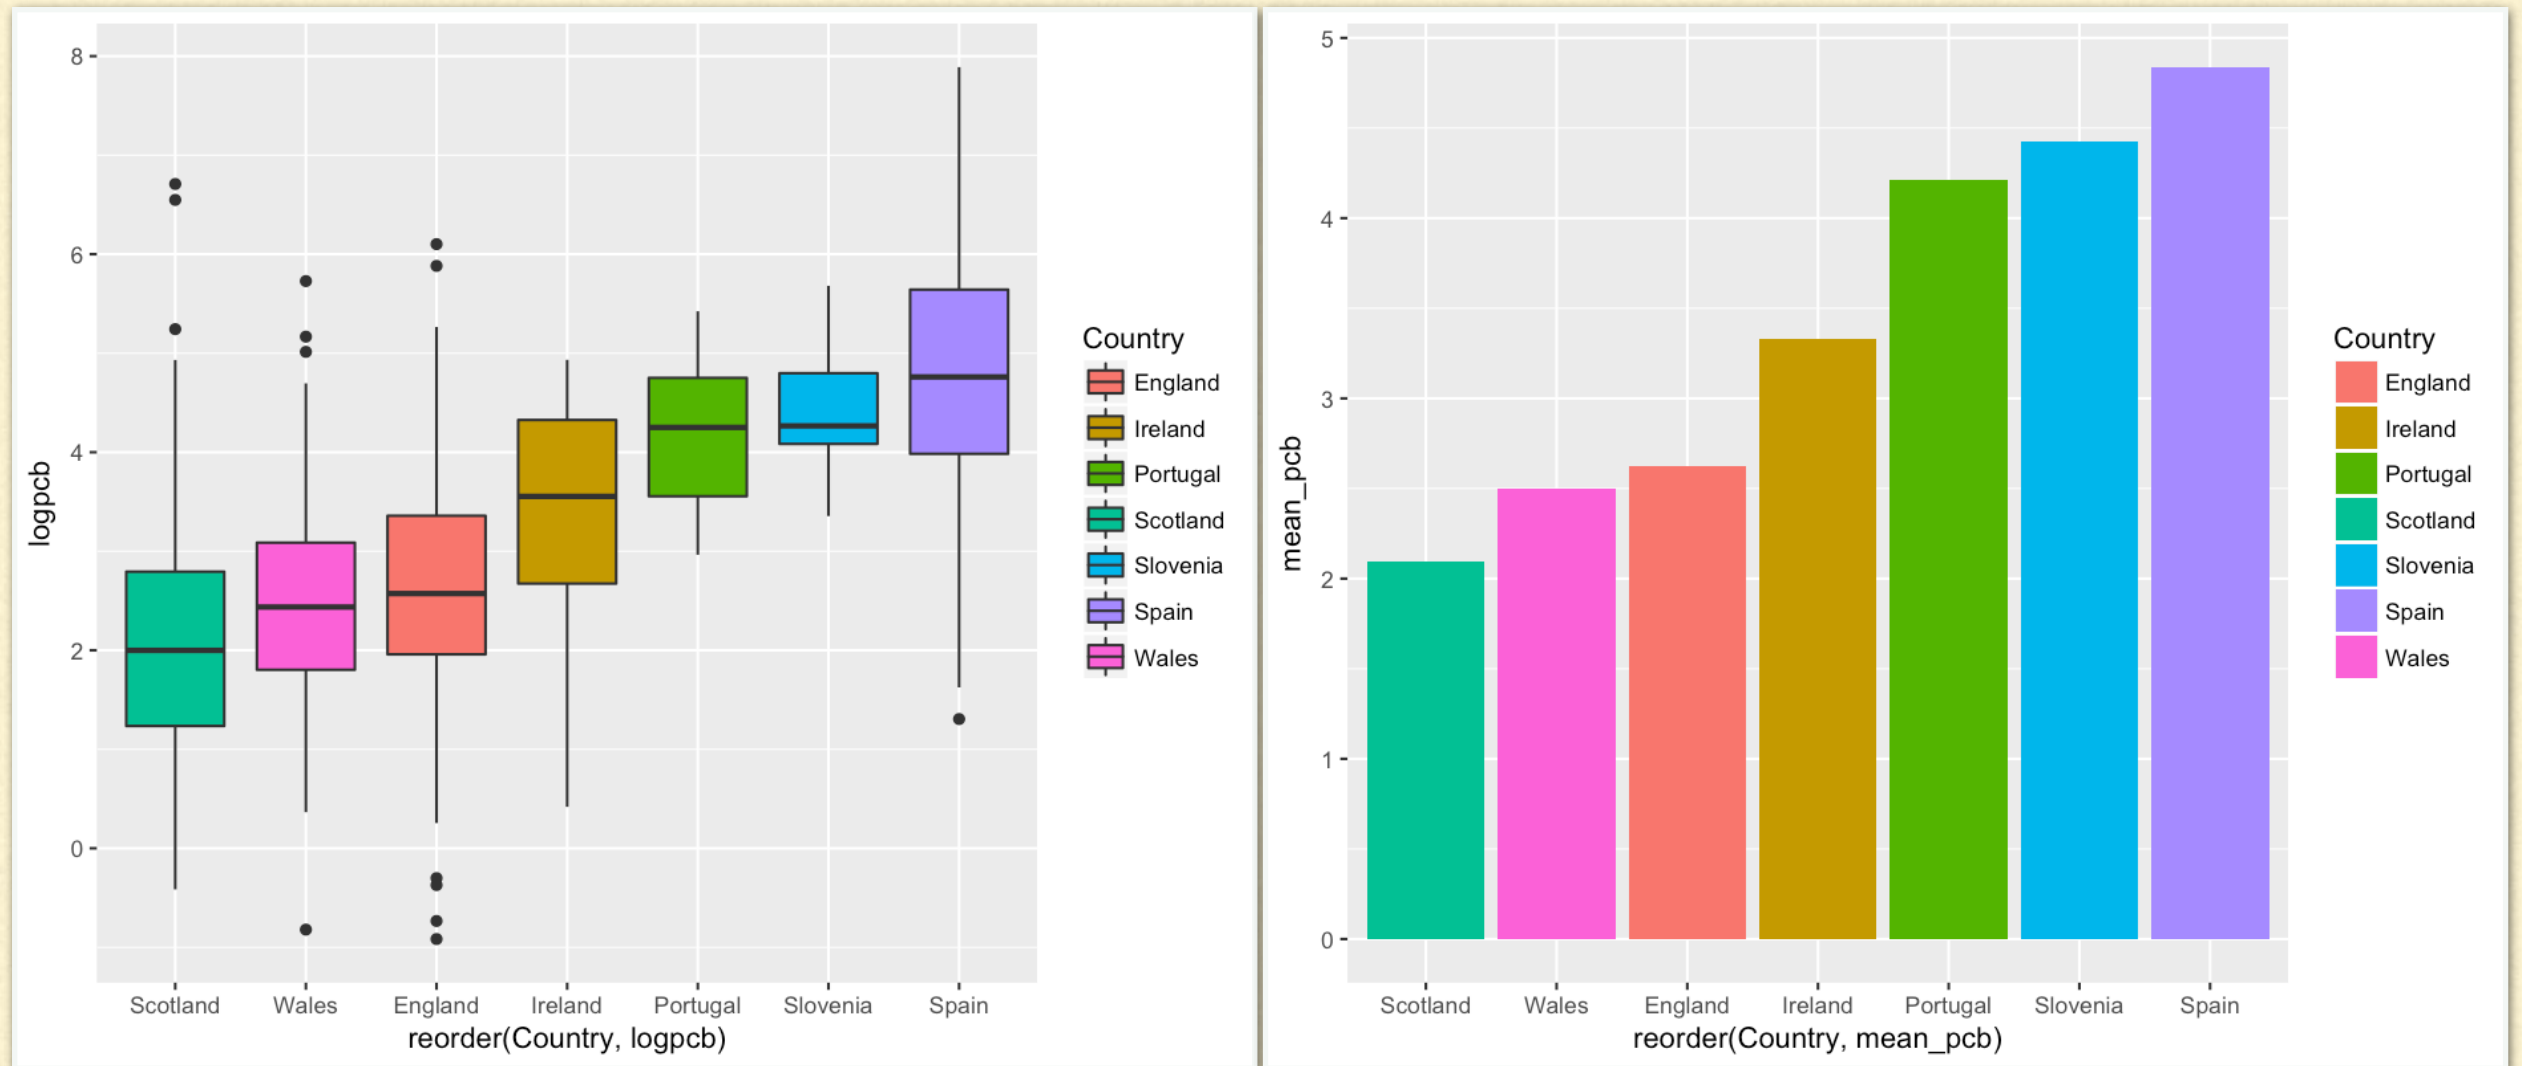 8
6
4
2
0
logpcb
Scotland Wales England Ireland Portugal Slovenia Spain
reorder(Country, logpcb)
Country
England
Ireland
Portugal
Scotland
Slovenia
Spain
Wales
5
4
3
2
1
0
mean_pcb
Scotland Wales England Ireland Portugal Slovenia Spain
reorder(Country, mean_pcb)
Country
England
Ireland
Portugal
Scotland
Slovenia
Spain
Wales